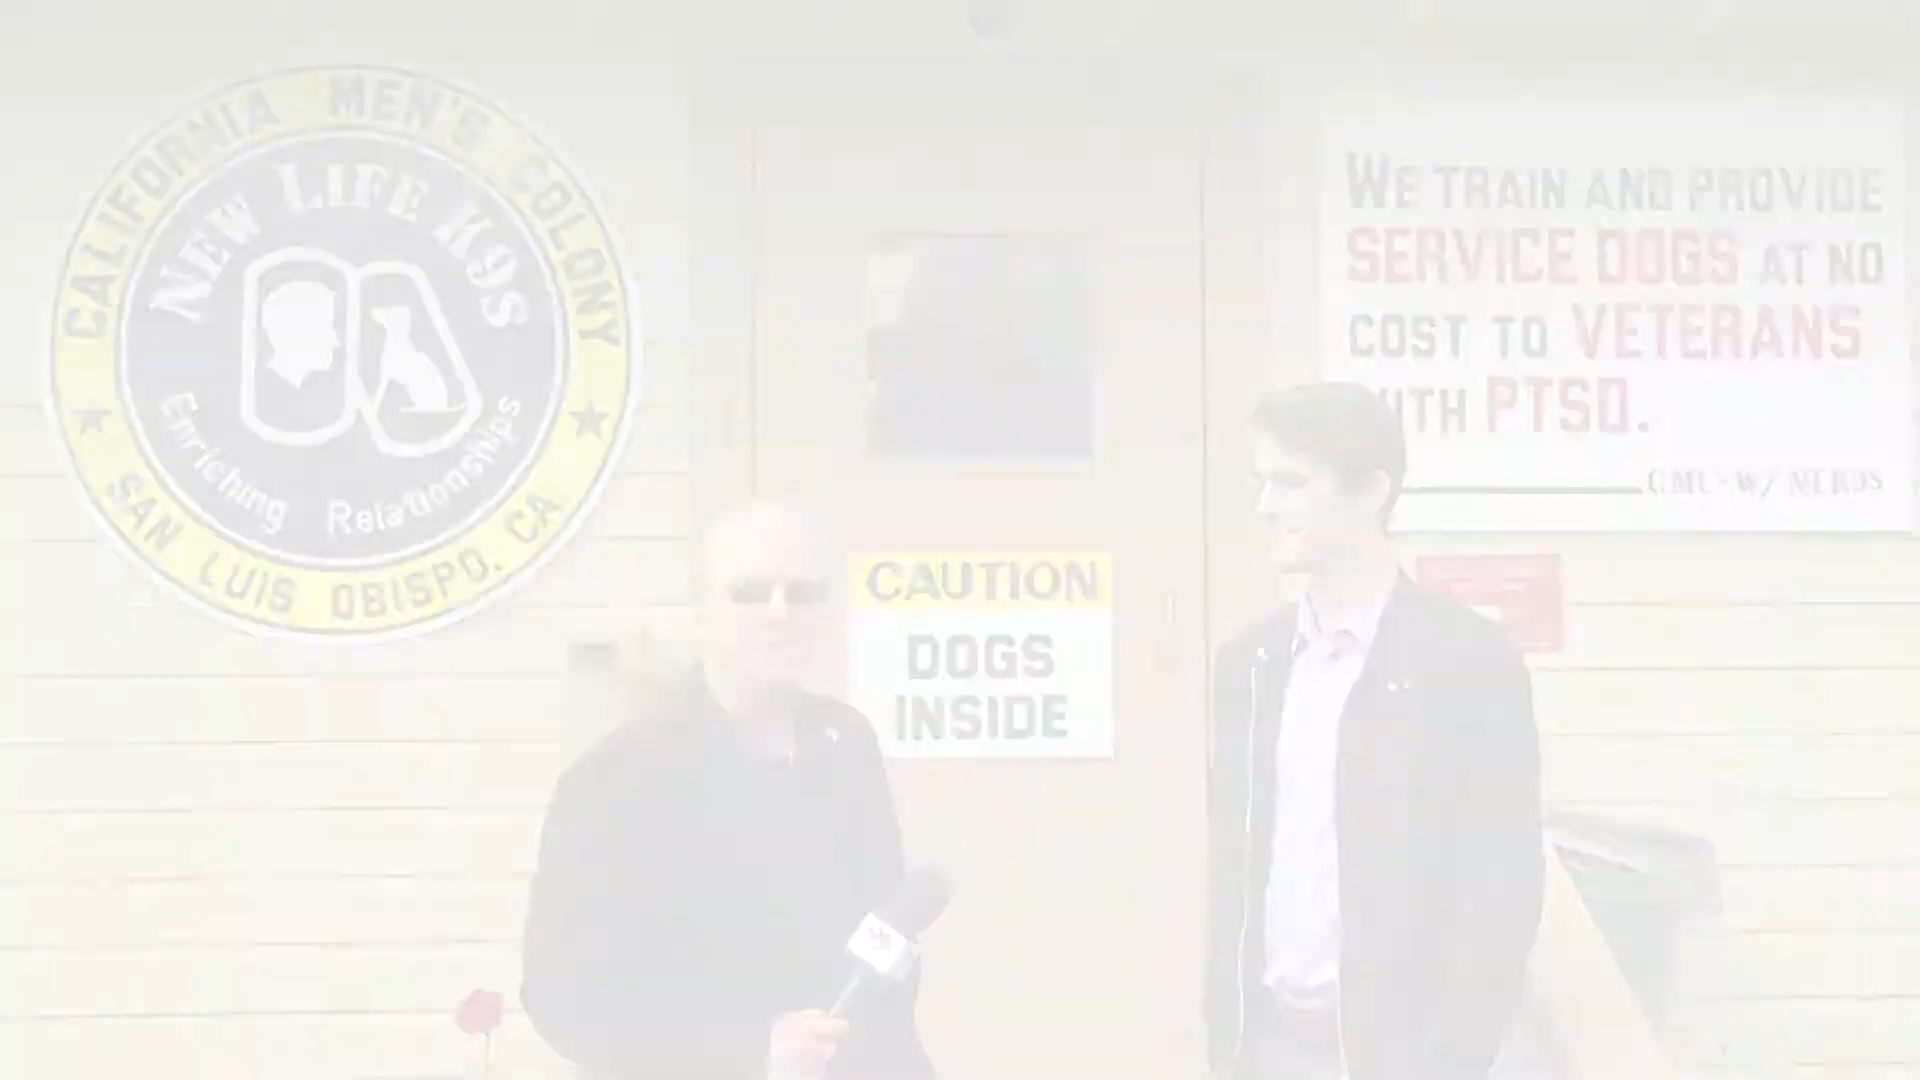 CALIFORNIA MEN'S COLONY
NEW LIFE K9S
Enriching Relationships
SAN LUIS OBISPO, CA
WE TRAIN AND PROVIDE
SERVICE DOGS AT NO
COST TO VETERANS
WITH PTSD.
CAUTION
DOGS
INSIDE